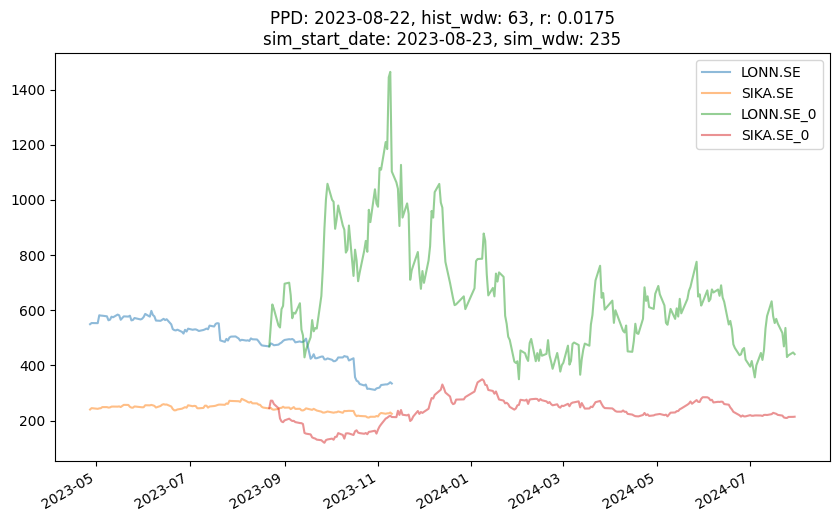 PPD: 2023-08-22, hist_wdw: 63, r: 0.0175
sim_start_date: 2023-08-23, sim_wdw: 235
LONN.SE
SIKA.SE
LONN.SE_0
SIKA.SE_0
1400
1200
1000
800
600
400
200
2023-05
2023-07
2023-09
2023-11
2024-01
2024-03
2024-05
2024-07